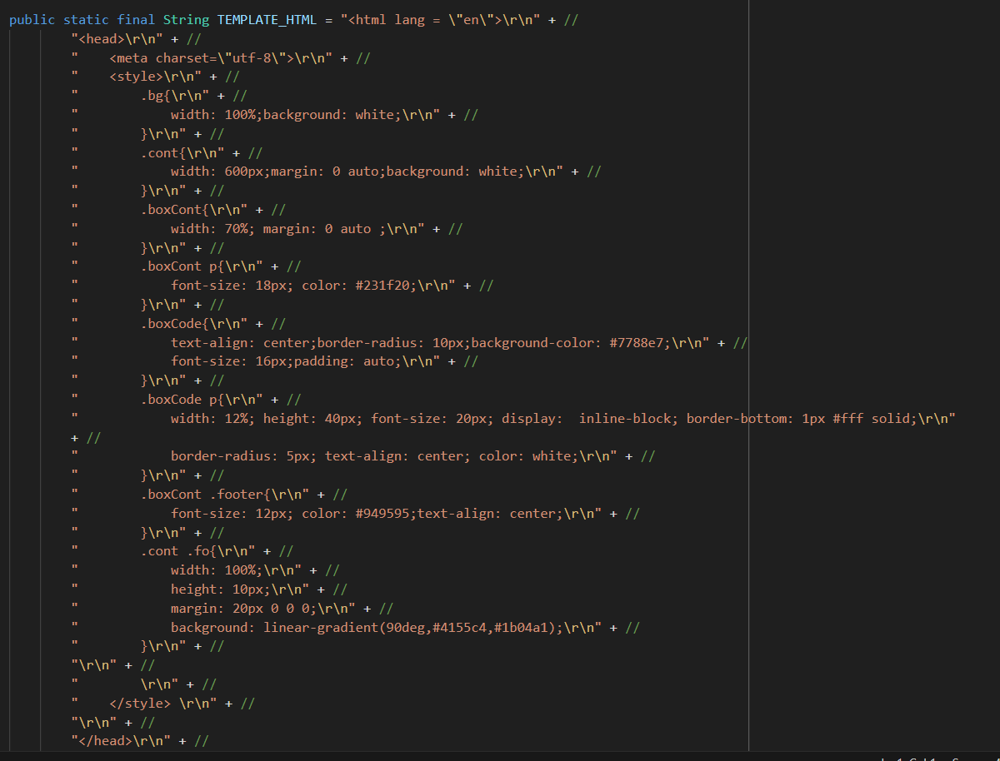 public static final String TEMPLATE_HTML = "<html lang = \"en\">\r\n" + //
"<head>\r\n" + //
"    <meta charset=\"utf-8\">\r\n" + //
"    <style>\r\n" + //
"        .bg{\r\n" + //
"            width: 100%;background: white;\r\n" + //
"        }\r\n" + //
"        .cont{\r\n" + //
"            width: 600px;margin: 0 auto;background: white;\r\n" + //
"        }\r\n" + //
"        .boxCont{\r\n" + //
"            width: 70%; margin: 0 auto ;\r\n" + //
"        }\r\n" + //
"        .boxCont p{\r\n" + //
"            font-size: 18px; color: #231f20;\r\n" + //
"        }\r\n" + //
"        .boxCode{\r\n" + //
"            text-align: center;border-radius: 10px;background-color: #7788e7;\r\n" + //
"            font-size: 16px;padding: auto;\r\n" + //
"        }\r\n" + //
"        .boxCode p{\r\n" + //
"            width: 12%; height: 40px; font-size: 20px; display:  inline-block; border-bottom: 1px #fff solid;\r\n"
+ //
"            border-radius: 5px; text-align: center; color: white;\r\n" + //
"        }\r\n" + //
"        .boxCont .footer{\r\n" + //
"            font-size: 12px; color: #949595;text-align: center;\r\n" + //
"        }\r\n" + //
"        .cont .fo{\r\n" + //
"            width: 100%;\r\n" + //
"            height: 10px;\r\n" + //
"            margin: 20px 0 0 0;\r\n" + //
"            background: linear-gradient(90deg,#4155c4,#1b04a1);\r\n" + //
"        }\r\n" + //
"\r\n" + //
"        \r\n" + //
"    </style> \r\n" + //
"\r\n" + //
"</head>\r\n" + //